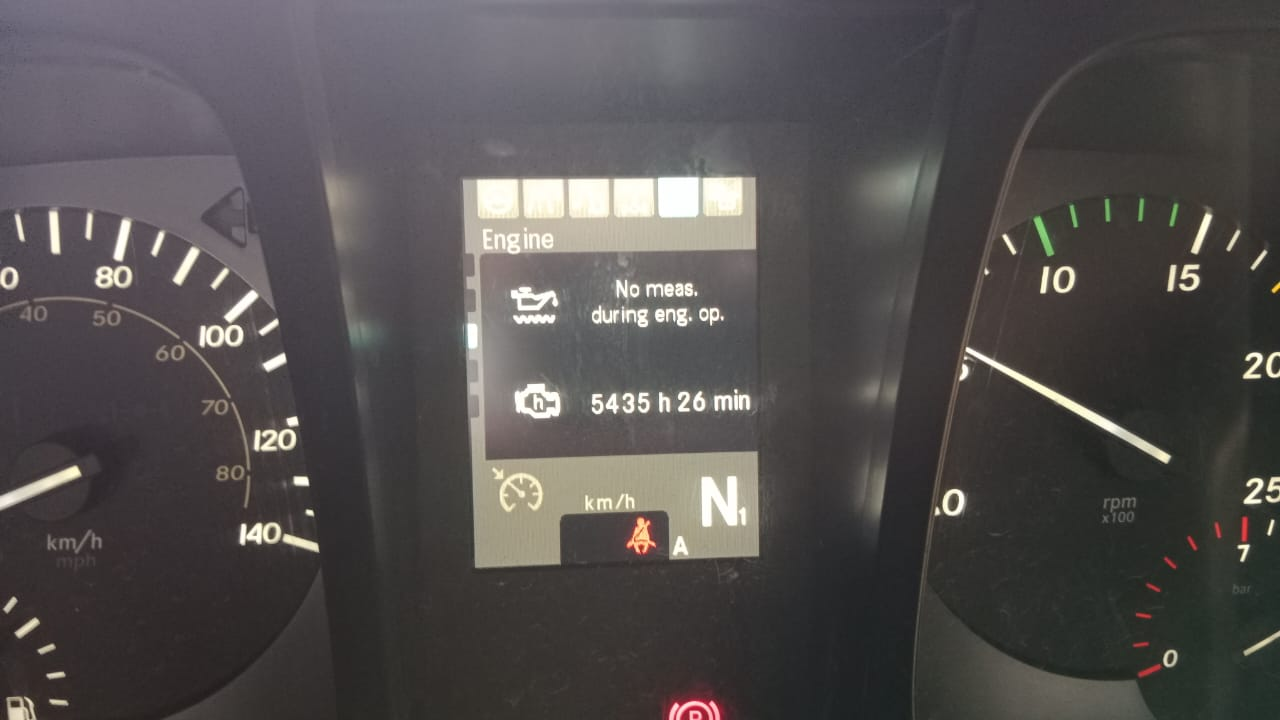 Engine
No meas.
during eng. op.
h
5435 h 26 min
km/h
N1
A
80
100
120
140
40
50
60
70
80
km/h
mph
10
15
20
25
rpm
x100
7
bar
0
P